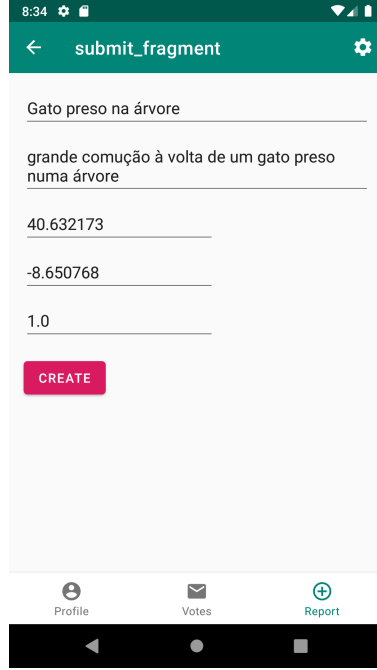 8:34
submit_fragment
Gato preso na árvore
grande comução à volta de um gato preso
numa árvore
40.632173
-8.650768
1.0
CREATE
Profile
Votes
Report